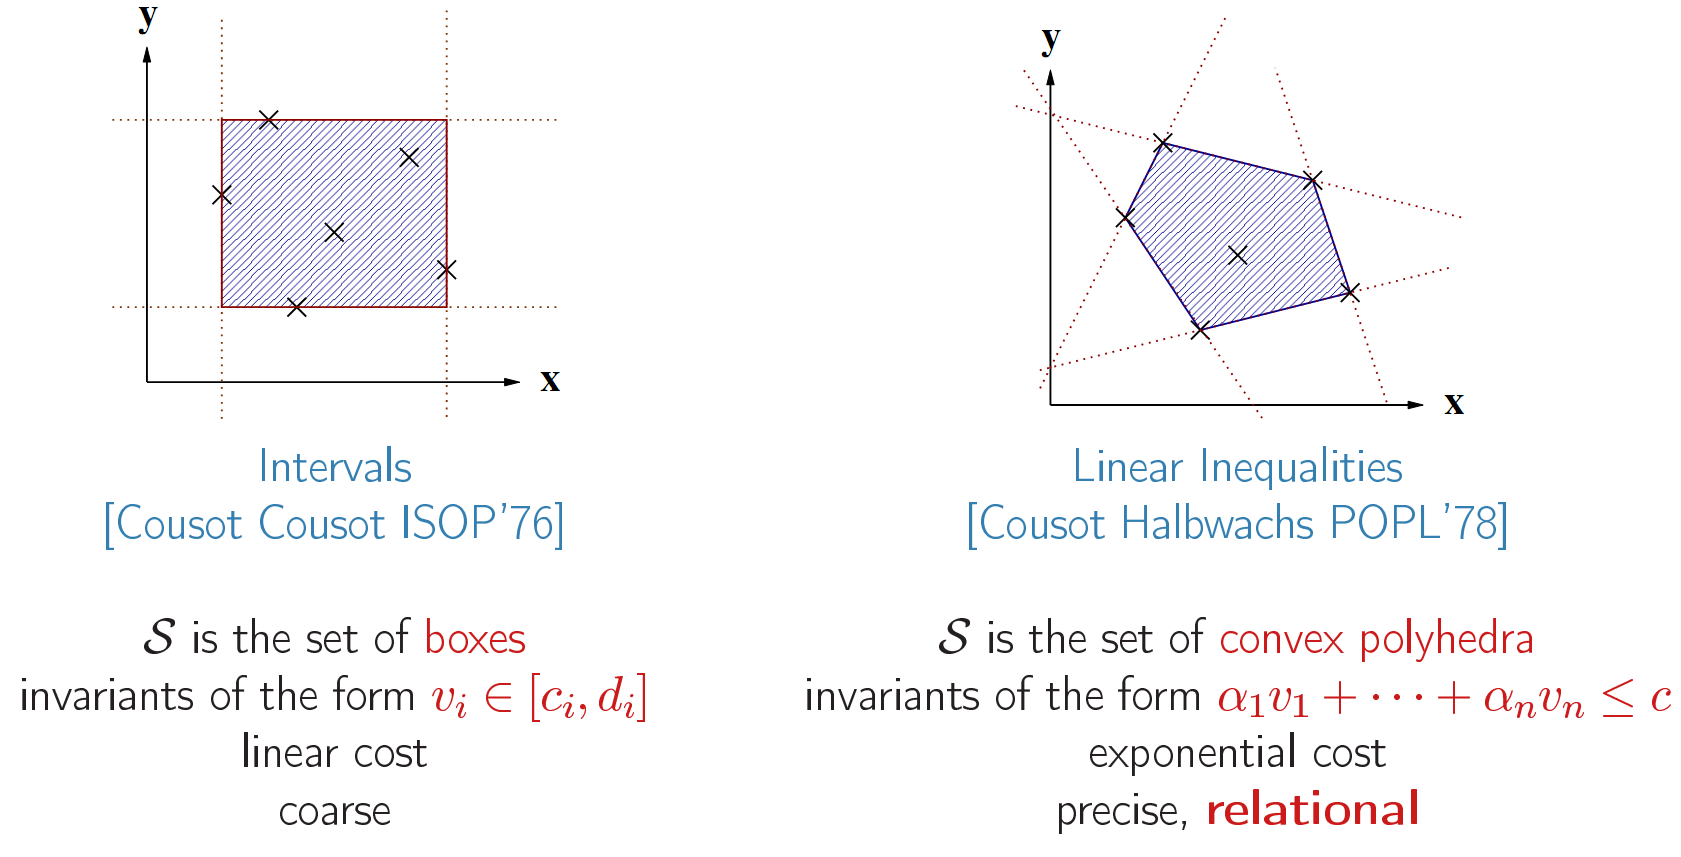 y
x
Intervals
[Cousot Cousot ISOP'76]
𝒮 is the set of boxes
invariants of the form vᵢ ∈ [cᵢ, dᵢ]
linear cost
coarse
y
x
Linear Inequalities
[Cousot Halbwachs POPL'78]
𝒮 is the set of convex polyhedra
invariants of the form α₁v₁ + ⋯ + αₙvₙ ≤ c
exponential cost
precise, relational